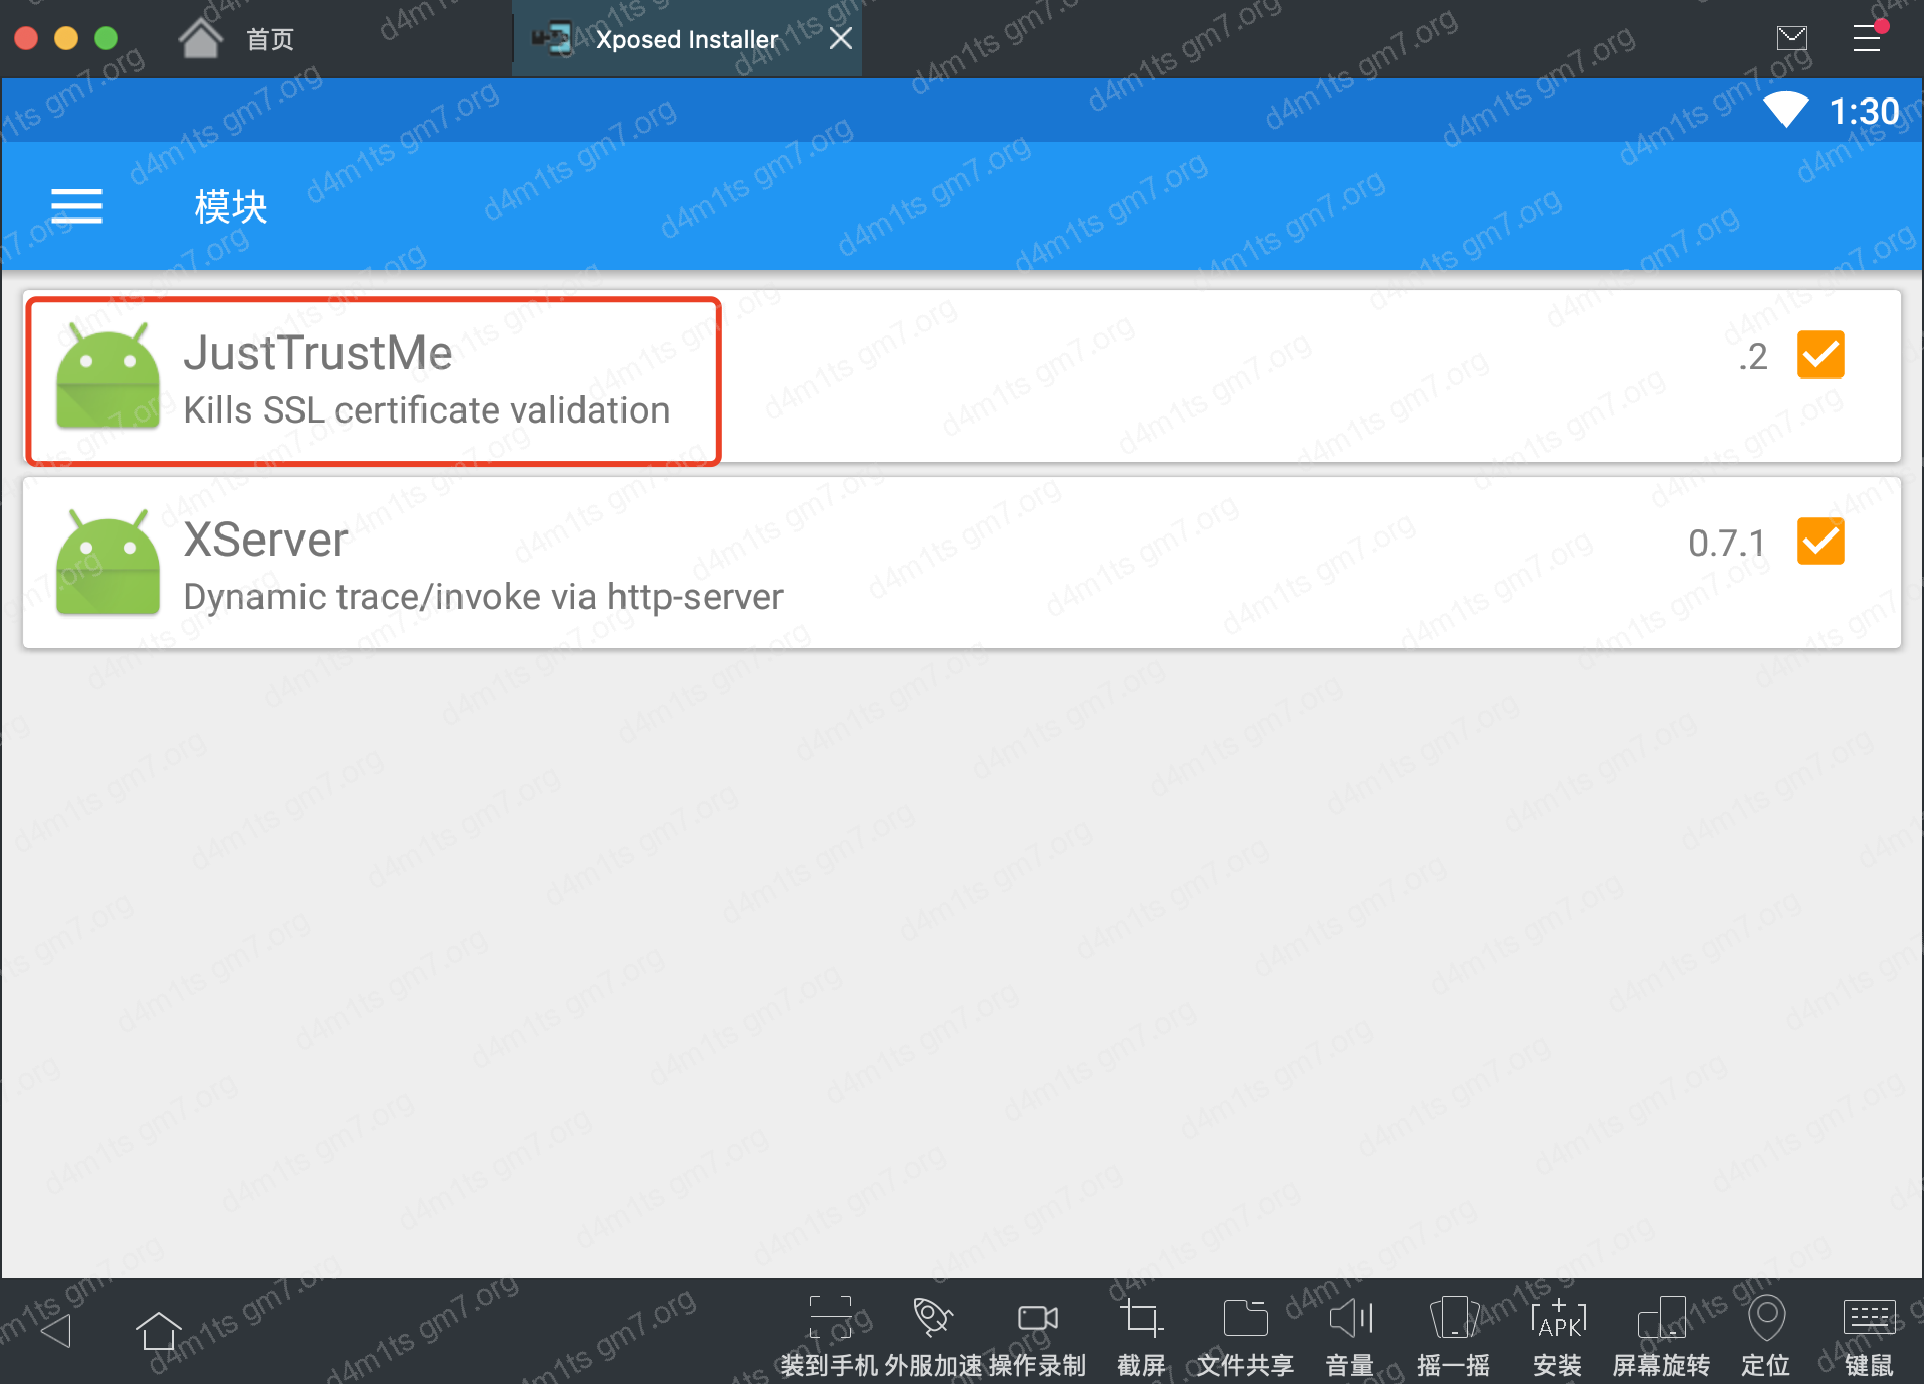 首页
Xposed Installer
1:30
模块
JustTrustMe
.2
Kills SSL certificate validation
XServer
0.7.1
Dynamic trace/invoke via http-server
APK
装到手机 外服加速 操作录制 截屏 文件共享 音量 摇一摇 安装 屏幕旋转 定位 键鼠
d4m1ts gm7.org